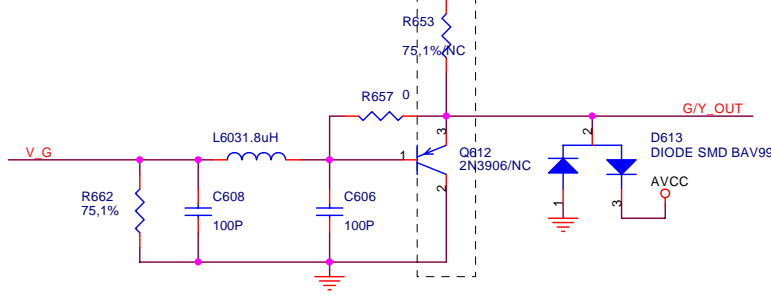 R653
75,1%/NC
R657
0
G/Y_OUT
V_G
L6031.8uH
1
3
2
Q612
2N3906/NC
2
1
3
D613
DIODE SMD BAV99
AVCC
R662
75,1%
C608
100P
C606
100P